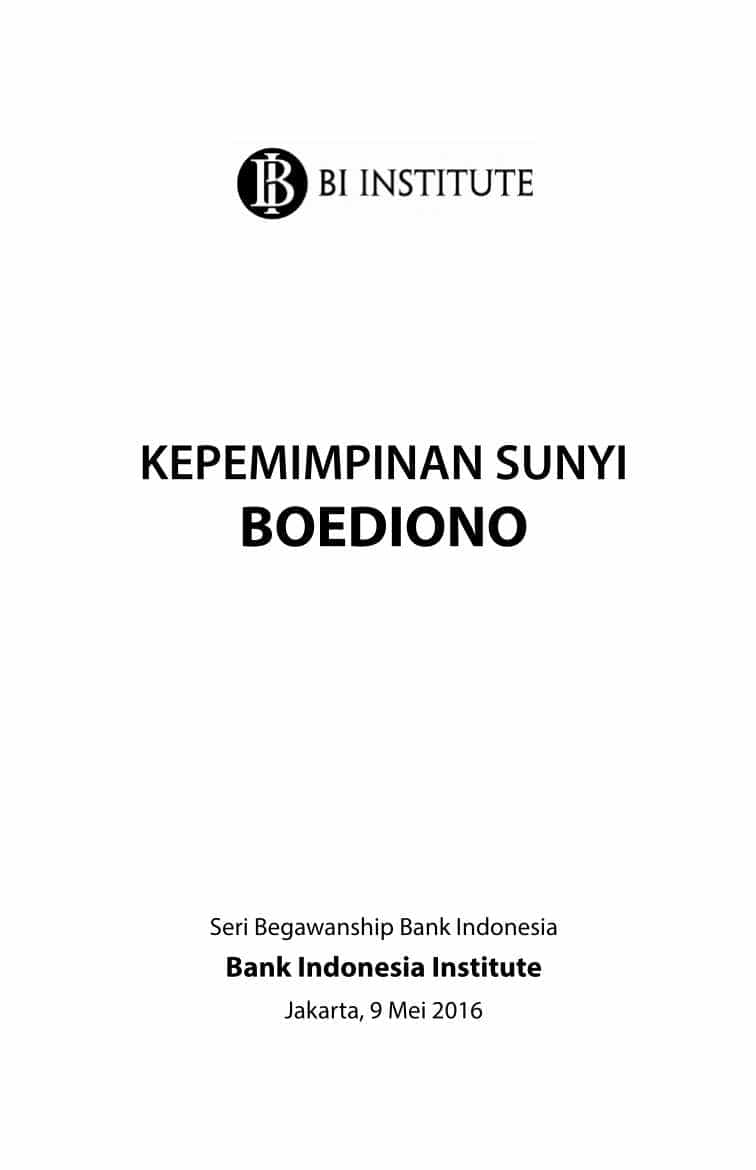 BI INSTITUTE
KEPEMIMPINAN SUNYI
BOEDIONO
Seri Begawanship Bank Indonesia
Bank Indonesia Institute
Jakarta, 9 Mei 2016